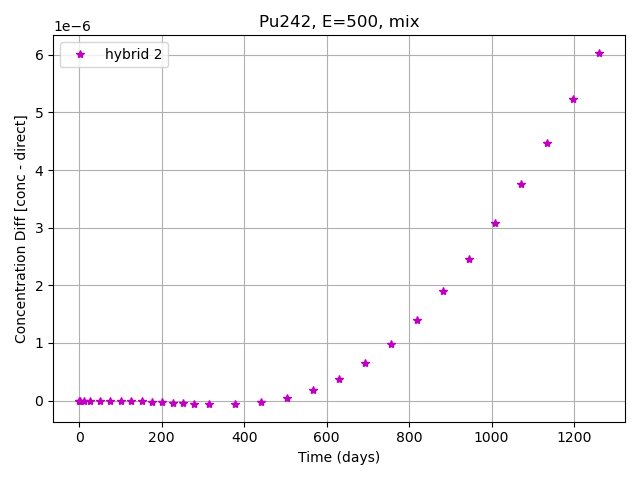 Pu242, E=500, mix
1e−6
hybrid 2
Concentration Diff [conc - direct]
6
5
4
3
2
1
0
0 200 400 600 800 1000 1200
Time (days)